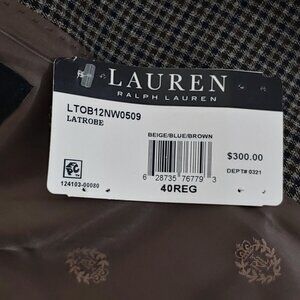 LAUREN
RALPH LAUREN
LTOB12NW0509
LATROBE
BEIGE/BLUE/BROWN
$300.00
6 28735 76779 3
DEPT# 0321
40REG
124103-00080